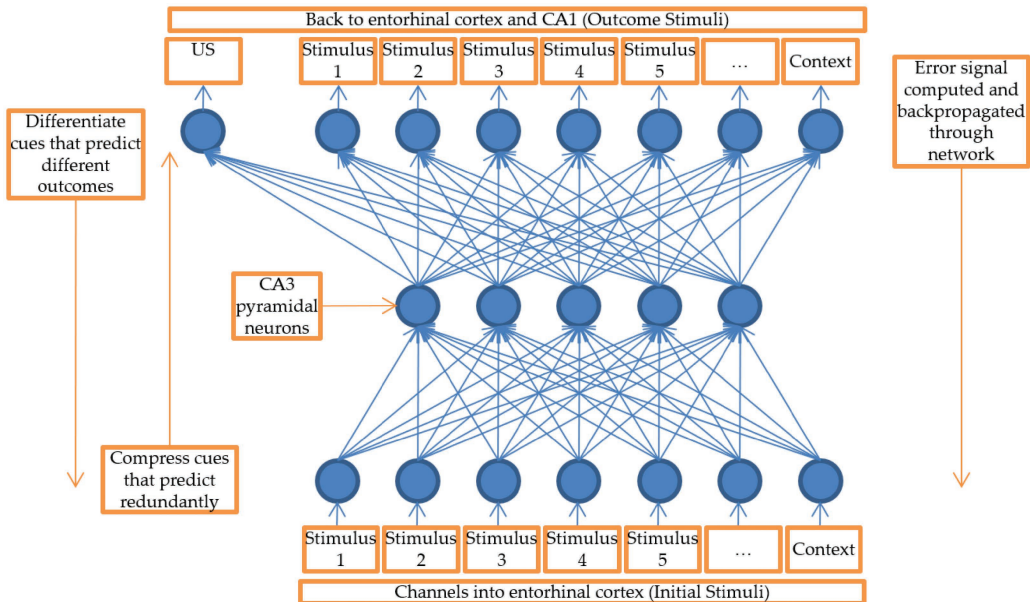 Back to entorhinal cortex and CA1 (Outcome Stimuli)
US
Stimulus
1
Stimulus
2
Stimulus
3
Stimulus
4
Stimulus
5
…
Context
Differentiate
cues that predict
different
outcomes
Error signal
computed and
backpropagated
through
network
CA3
pyramidal
neurons
Compress cues
that predict
redundantly
Stimulus
1
Stimulus
2
Stimulus
3
Stimulus
4
Stimulus
5
…
Context
Channels into entorhinal cortex (Initial Stimuli)